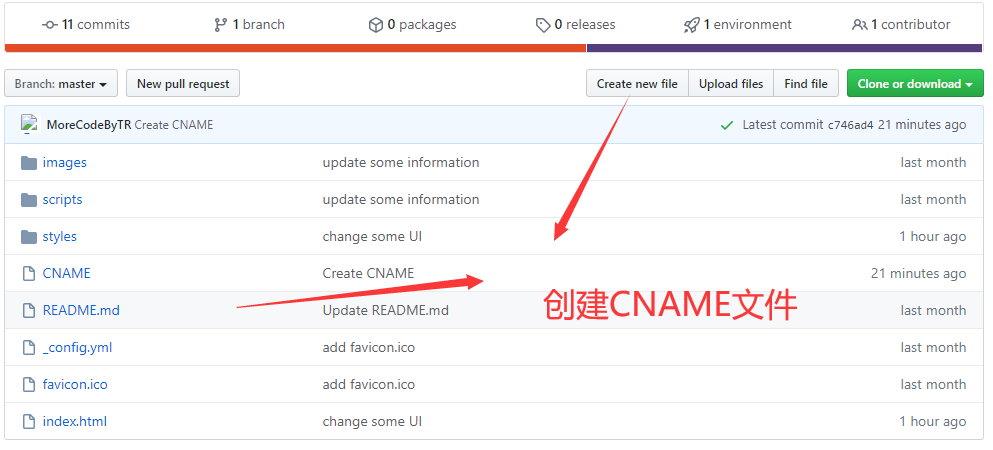 11 commits 1 branch 0 packages 0 releases 1 environment 1 contributor
Branch: master New pull request Create new file Upload files Find file Clone or download
MoreCodeByTR Create CNAME Latest commit c746ad4 21 minutes ago
images update some information last month
scripts update some information last month
styles change some UI 1 hour ago
CNAME Create CNAME 21 minutes ago
README.md Update README.md last month
创建CNAME文件
_config.yml add favicon.ico last month
favicon.ico add favicon.ico last month
index.html change some UI 1 hour ago